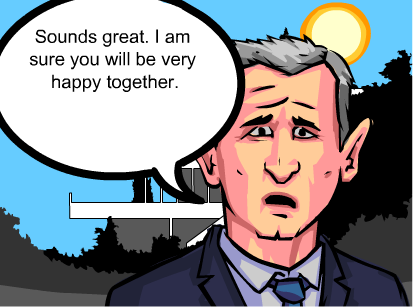 Sounds great. I am
sure you will be very
happy together.